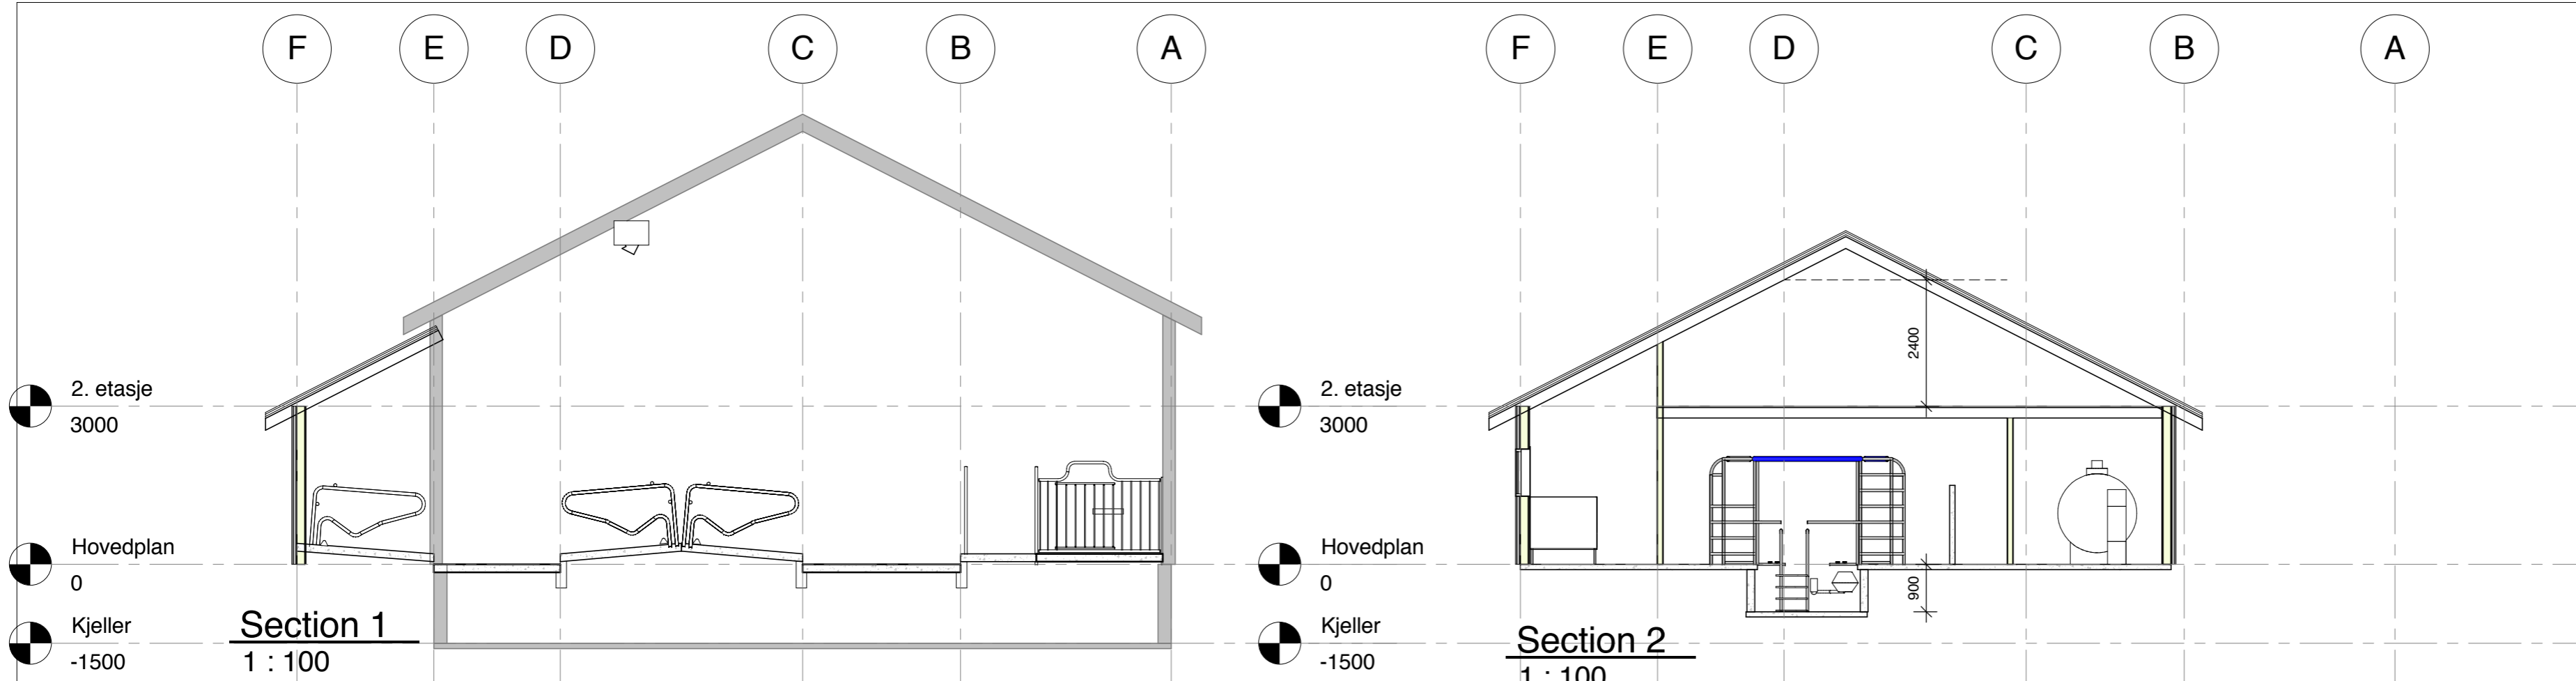 F E D C B A
2. etasje
3000
Hovedplan
0
Kjeller
-1500
Section 1
1 : 100
F E D C B A
2. etasje
3000
2400
Hovedplan
0
900
Kjeller
-1500
Section 2
1 : 100